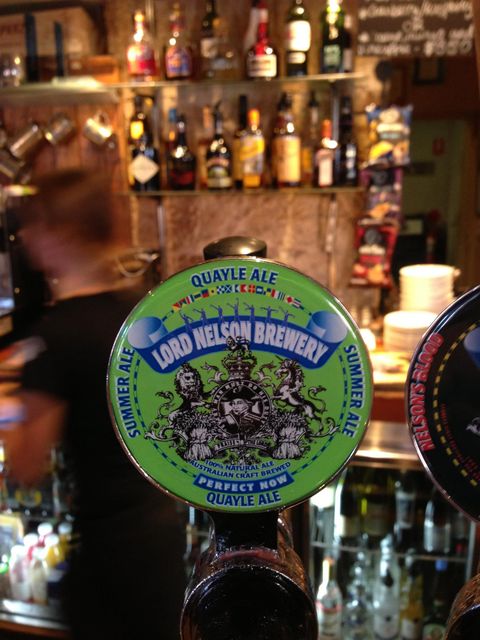 QUAYLE ALE
LORD NELSON BREWERY
SUMMER ALE
SUMMER ALE
100% NATURAL ALE
AUSTRALIAN CRAFT BREWED
PERFECT NOW
QUAYLE ALE
NELSON'S BLOOD